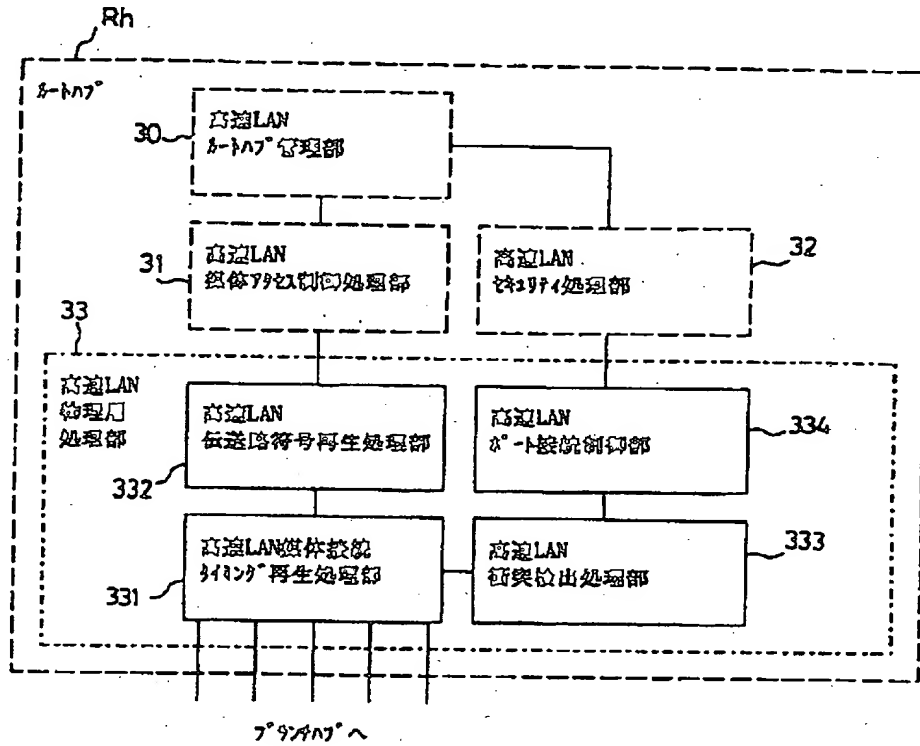 Rh
ルートハブ
30
高速LAN
ルートハブ管理部
31
高速LAN
媒体アクセス制御処理部
32
高速LAN
セキュリティ処理部
33
高速LAN
物理層
処理部
332
高速LAN
伝送路符号再生処理部
334
高速LAN
ポート接続制御部
331
高速LAN媒体接続
タイミング再生処理部
333
高速LAN
衝突検出処理部
ブランチハブへ